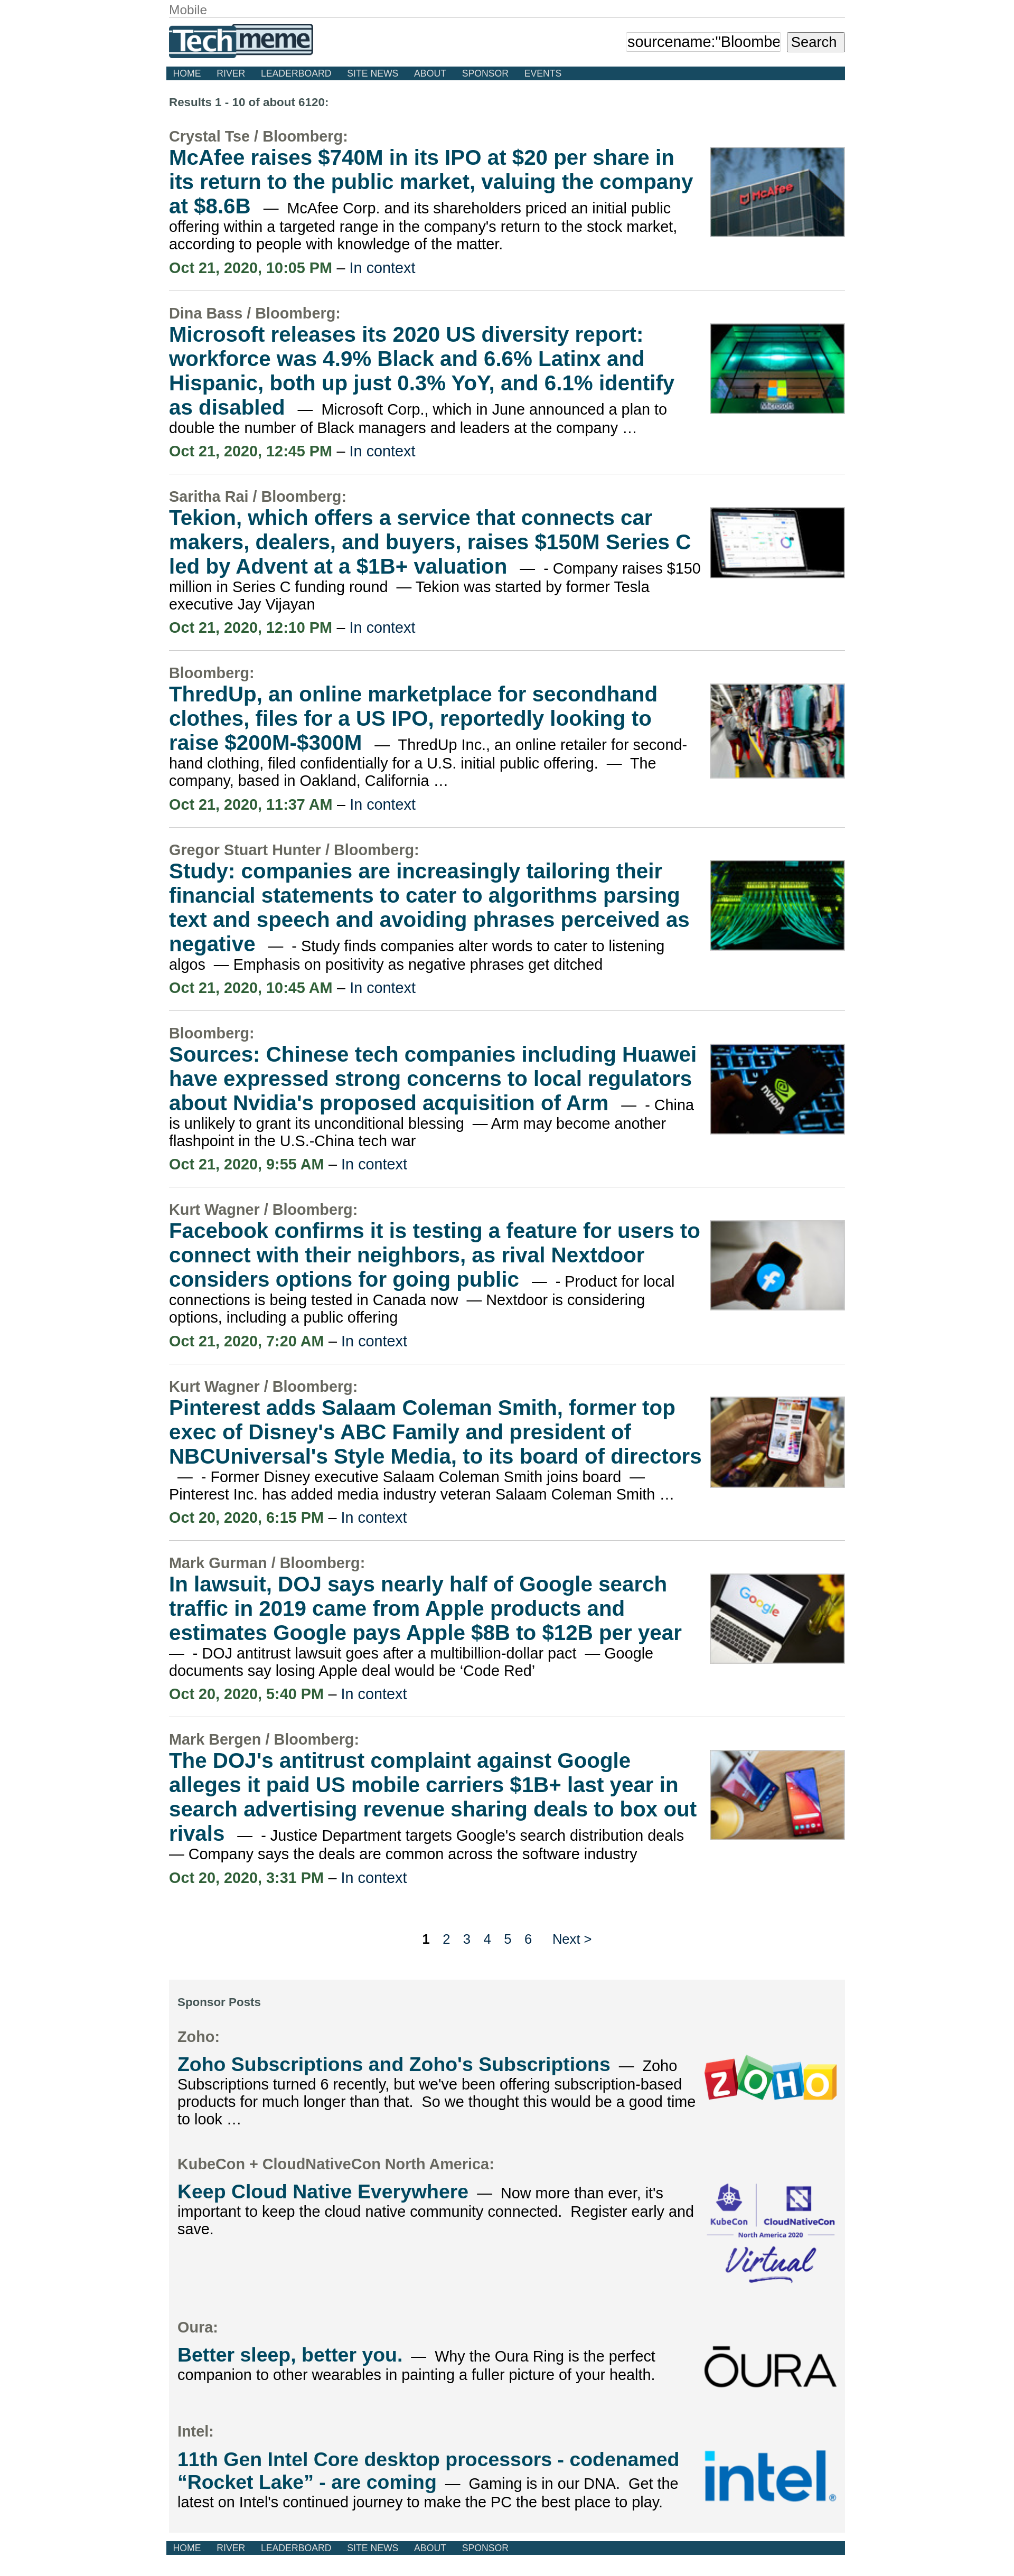 Mobile
Techmeme
sourcename:"Bloombe
Search
HOME RIVER LEADERBOARD SITE NEWS ABOUT SPONSOR EVENTS
Results 1 - 10 of about 6120:
Crystal Tse / Bloomberg:
McAfee raises $740M in its IPO at $20 per share in
its return to the public market, valuing the company
at $8.6B — McAfee Corp. and its shareholders priced an initial public
offering within a targeted range in the company's return to the stock market,
according to people with knowledge of the matter.
Oct 21, 2020, 10:05 PM – In context
McAfee
Dina Bass / Bloomberg:
Microsoft releases its 2020 US diversity report:
workforce was 4.9% Black and 6.6% Latinx and
Hispanic, both up just 0.3% YoY, and 6.1% identify
as disabled — Microsoft Corp., which in June announced a plan to
double the number of Black managers and leaders at the company …
Oct 21, 2020, 12:45 PM – In context
Microsoft
Saritha Rai / Bloomberg:
Tekion, which offers a service that connects car
makers, dealers, and buyers, raises $150M Series C
led by Advent at a $1B+ valuation — - Company raises $150
million in Series C funding round — Tekion was started by former Tesla
executive Jay Vijayan
Oct 21, 2020, 12:10 PM – In context
Bloomberg:
ThredUp, an online marketplace for secondhand
clothes, files for a US IPO, reportedly looking to
raise $200M-$300M — ThredUp Inc., an online retailer for second-
hand clothing, filed confidentially for a U.S. initial public offering. — The
company, based in Oakland, California …
Oct 21, 2020, 11:37 AM – In context
Gregor Stuart Hunter / Bloomberg:
Study: companies are increasingly tailoring their
financial statements to cater to algorithms parsing
text and speech and avoiding phrases perceived as
negative — - Study finds companies alter words to cater to listening
algos — Emphasis on positivity as negative phrases get ditched
Oct 21, 2020, 10:45 AM – In context
Bloomberg:
Sources: Chinese tech companies including Huawei
have expressed strong concerns to local regulators
about Nvidia's proposed acquisition of Arm — - China
is unlikely to grant its unconditional blessing — Arm may become another
flashpoint in the U.S.-China tech war
Oct 21, 2020, 9:55 AM – In context
NVIDIA
Kurt Wagner / Bloomberg:
Facebook confirms it is testing a feature for users to
connect with their neighbors, as rival Nextdoor
considers options for going public — - Product for local
connections is being tested in Canada now — Nextdoor is considering
options, including a public offering
Oct 21, 2020, 7:20 AM – In context
Kurt Wagner / Bloomberg:
Pinterest adds Salaam Coleman Smith, former top
exec of Disney's ABC Family and president of
NBCUniversal's Style Media, to its board of directors
— - Former Disney executive Salaam Coleman Smith joins board —
Pinterest Inc. has added media industry veteran Salaam Coleman Smith …
Oct 20, 2020, 6:15 PM – In context
Mark Gurman / Bloomberg:
In lawsuit, DOJ says nearly half of Google search
traffic in 2019 came from Apple products and
estimates Google pays Apple $8B to $12B per year
— - DOJ antitrust lawsuit goes after a multibillion-dollar pact — Google
documents say losing Apple deal would be ‘Code Red’
Oct 20, 2020, 5:40 PM – In context
Google
Mark Bergen / Bloomberg:
The DOJ's antitrust complaint against Google
alleges it paid US mobile carriers $1B+ last year in
search advertising revenue sharing deals to box out
rivals — - Justice Department targets Google's search distribution deals
— Company says the deals are common across the software industry
Oct 20, 2020, 3:31 PM – In context
1 2 3 4 5 6 Next >
Sponsor Posts
Zoho:
Zoho Subscriptions and Zoho's Subscriptions — Zoho
Subscriptions turned 6 recently, but we've been offering subscription-based
products for much longer than that. So we thought this would be a good time
to look …
ZOHO
KubeCon + CloudNativeCon North America:
Keep Cloud Native Everywhere — Now more than ever, it's
important to keep the cloud native community connected. Register early and
save.
KubeCon CloudNativeCon
North America 2020
Virtual
Oura:
Better sleep, better you. — Why the Oura Ring is the perfect
companion to other wearables in painting a fuller picture of your health.
ŌURA
Intel:
11th Gen Intel Core desktop processors - codenamed
“Rocket Lake” - are coming — Gaming is in our DNA. Get the
latest on Intel's continued journey to make the PC the best place to play.
intel®
HOME RIVER LEADERBOARD SITE NEWS ABOUT SPONSOR